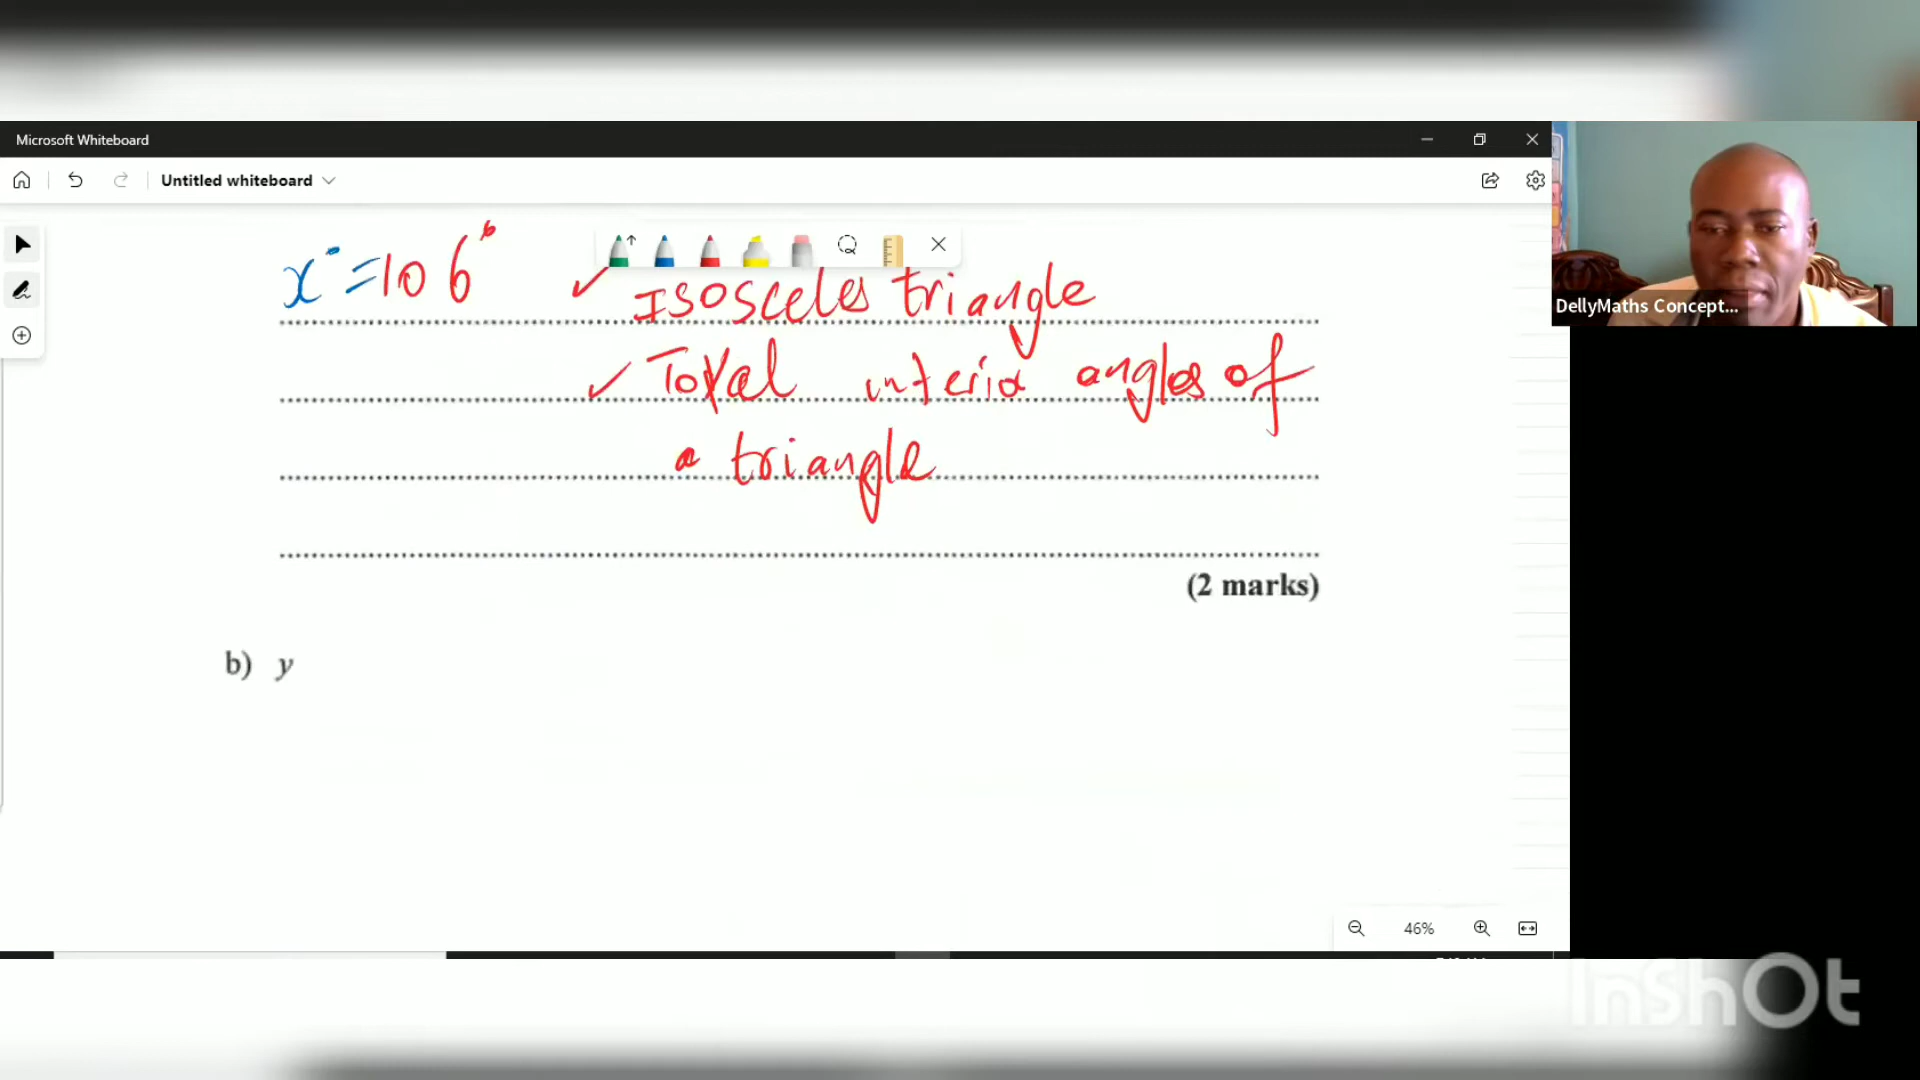 Microsoft Whiteboard
Untitled whiteboard
x° = 106°
Isosceles triangle
Total interior angles of
a triangle
(2 marks)
b) y
46%
DellyMaths Concept...
InShOt